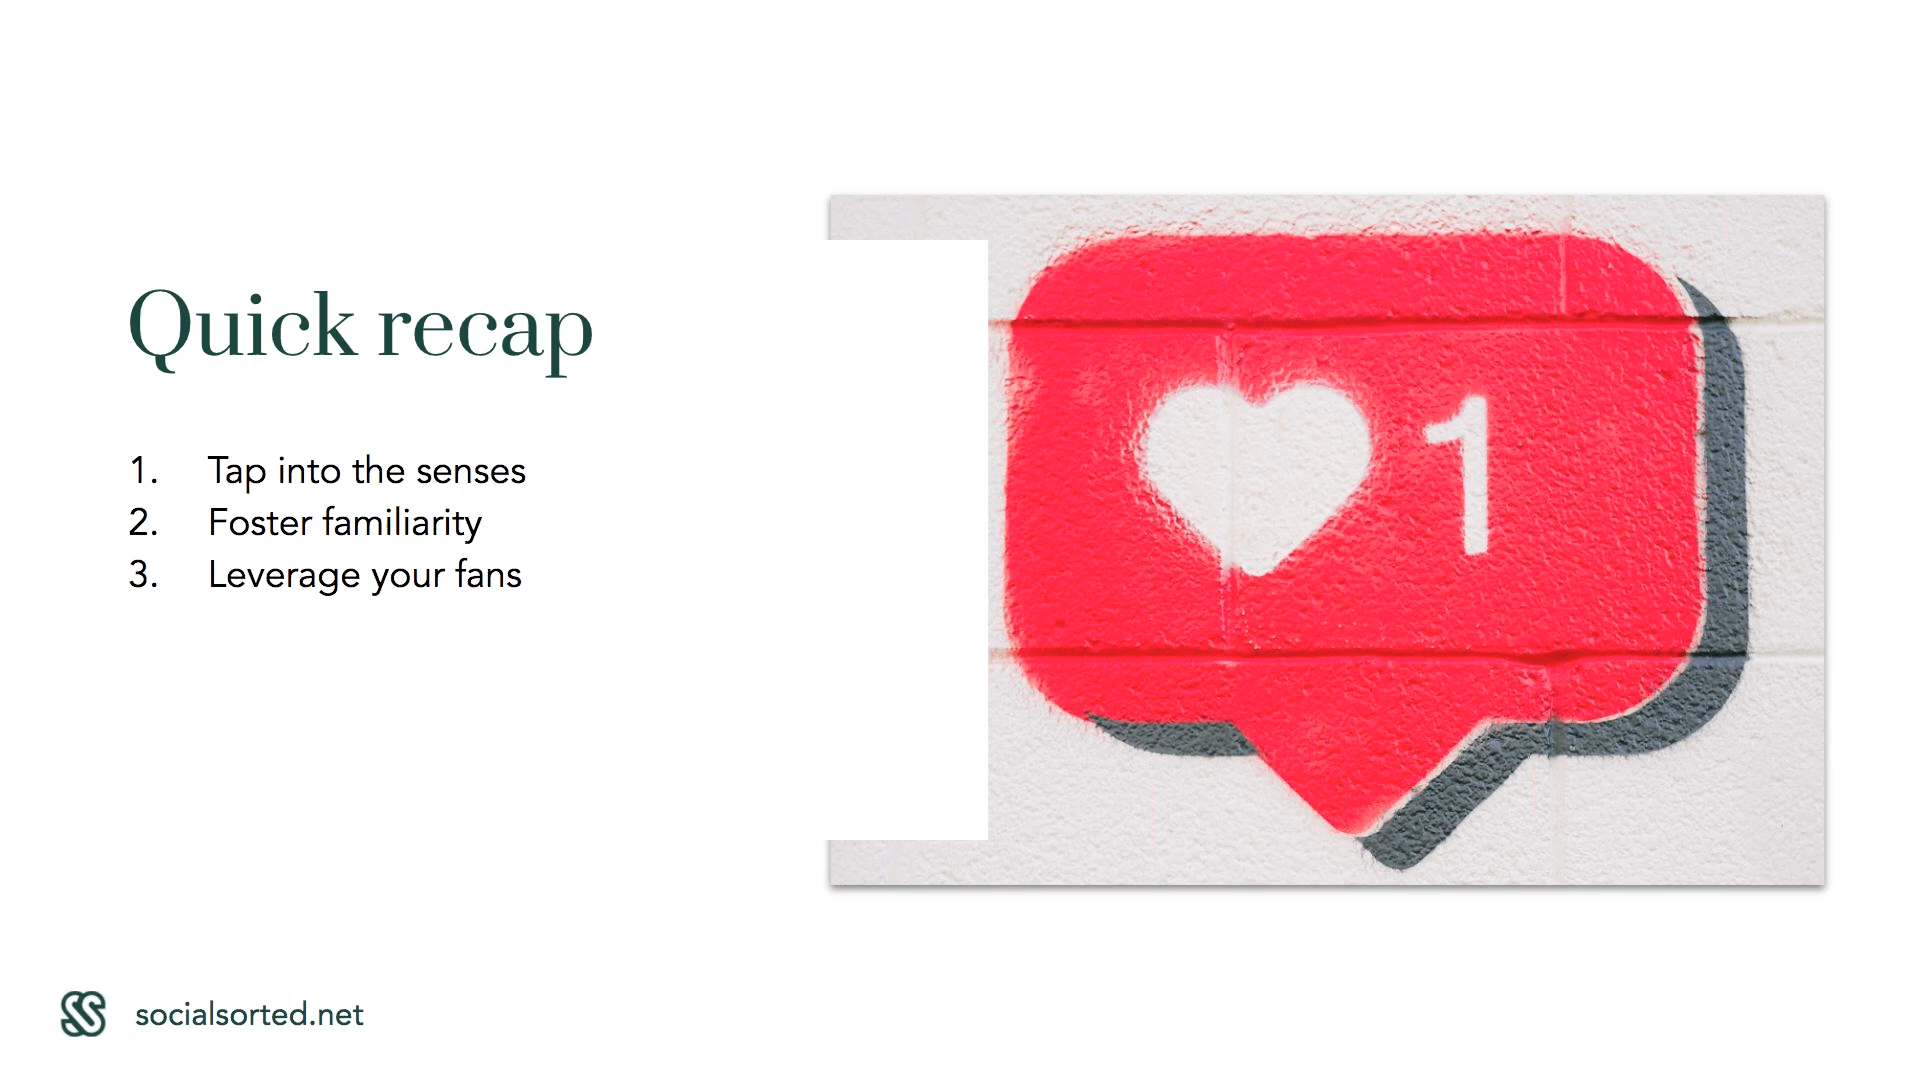 Quick recap
1. Tap into the senses
2. Foster familiarity
3. Leverage your fans
1
socialsorted.net